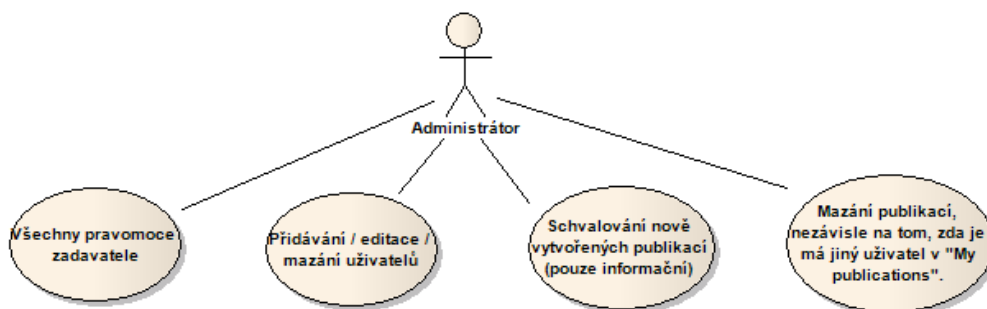 Administrátor
Všechny pravomoce
zadavatele
Přidávání / editace /
mazání uživatelů
Schvalování nově
vytvořených publikací
(pouze informační)
Mazání publikací,
nezávisle na tom, zda je
má jiný uživatel v "My
publications".